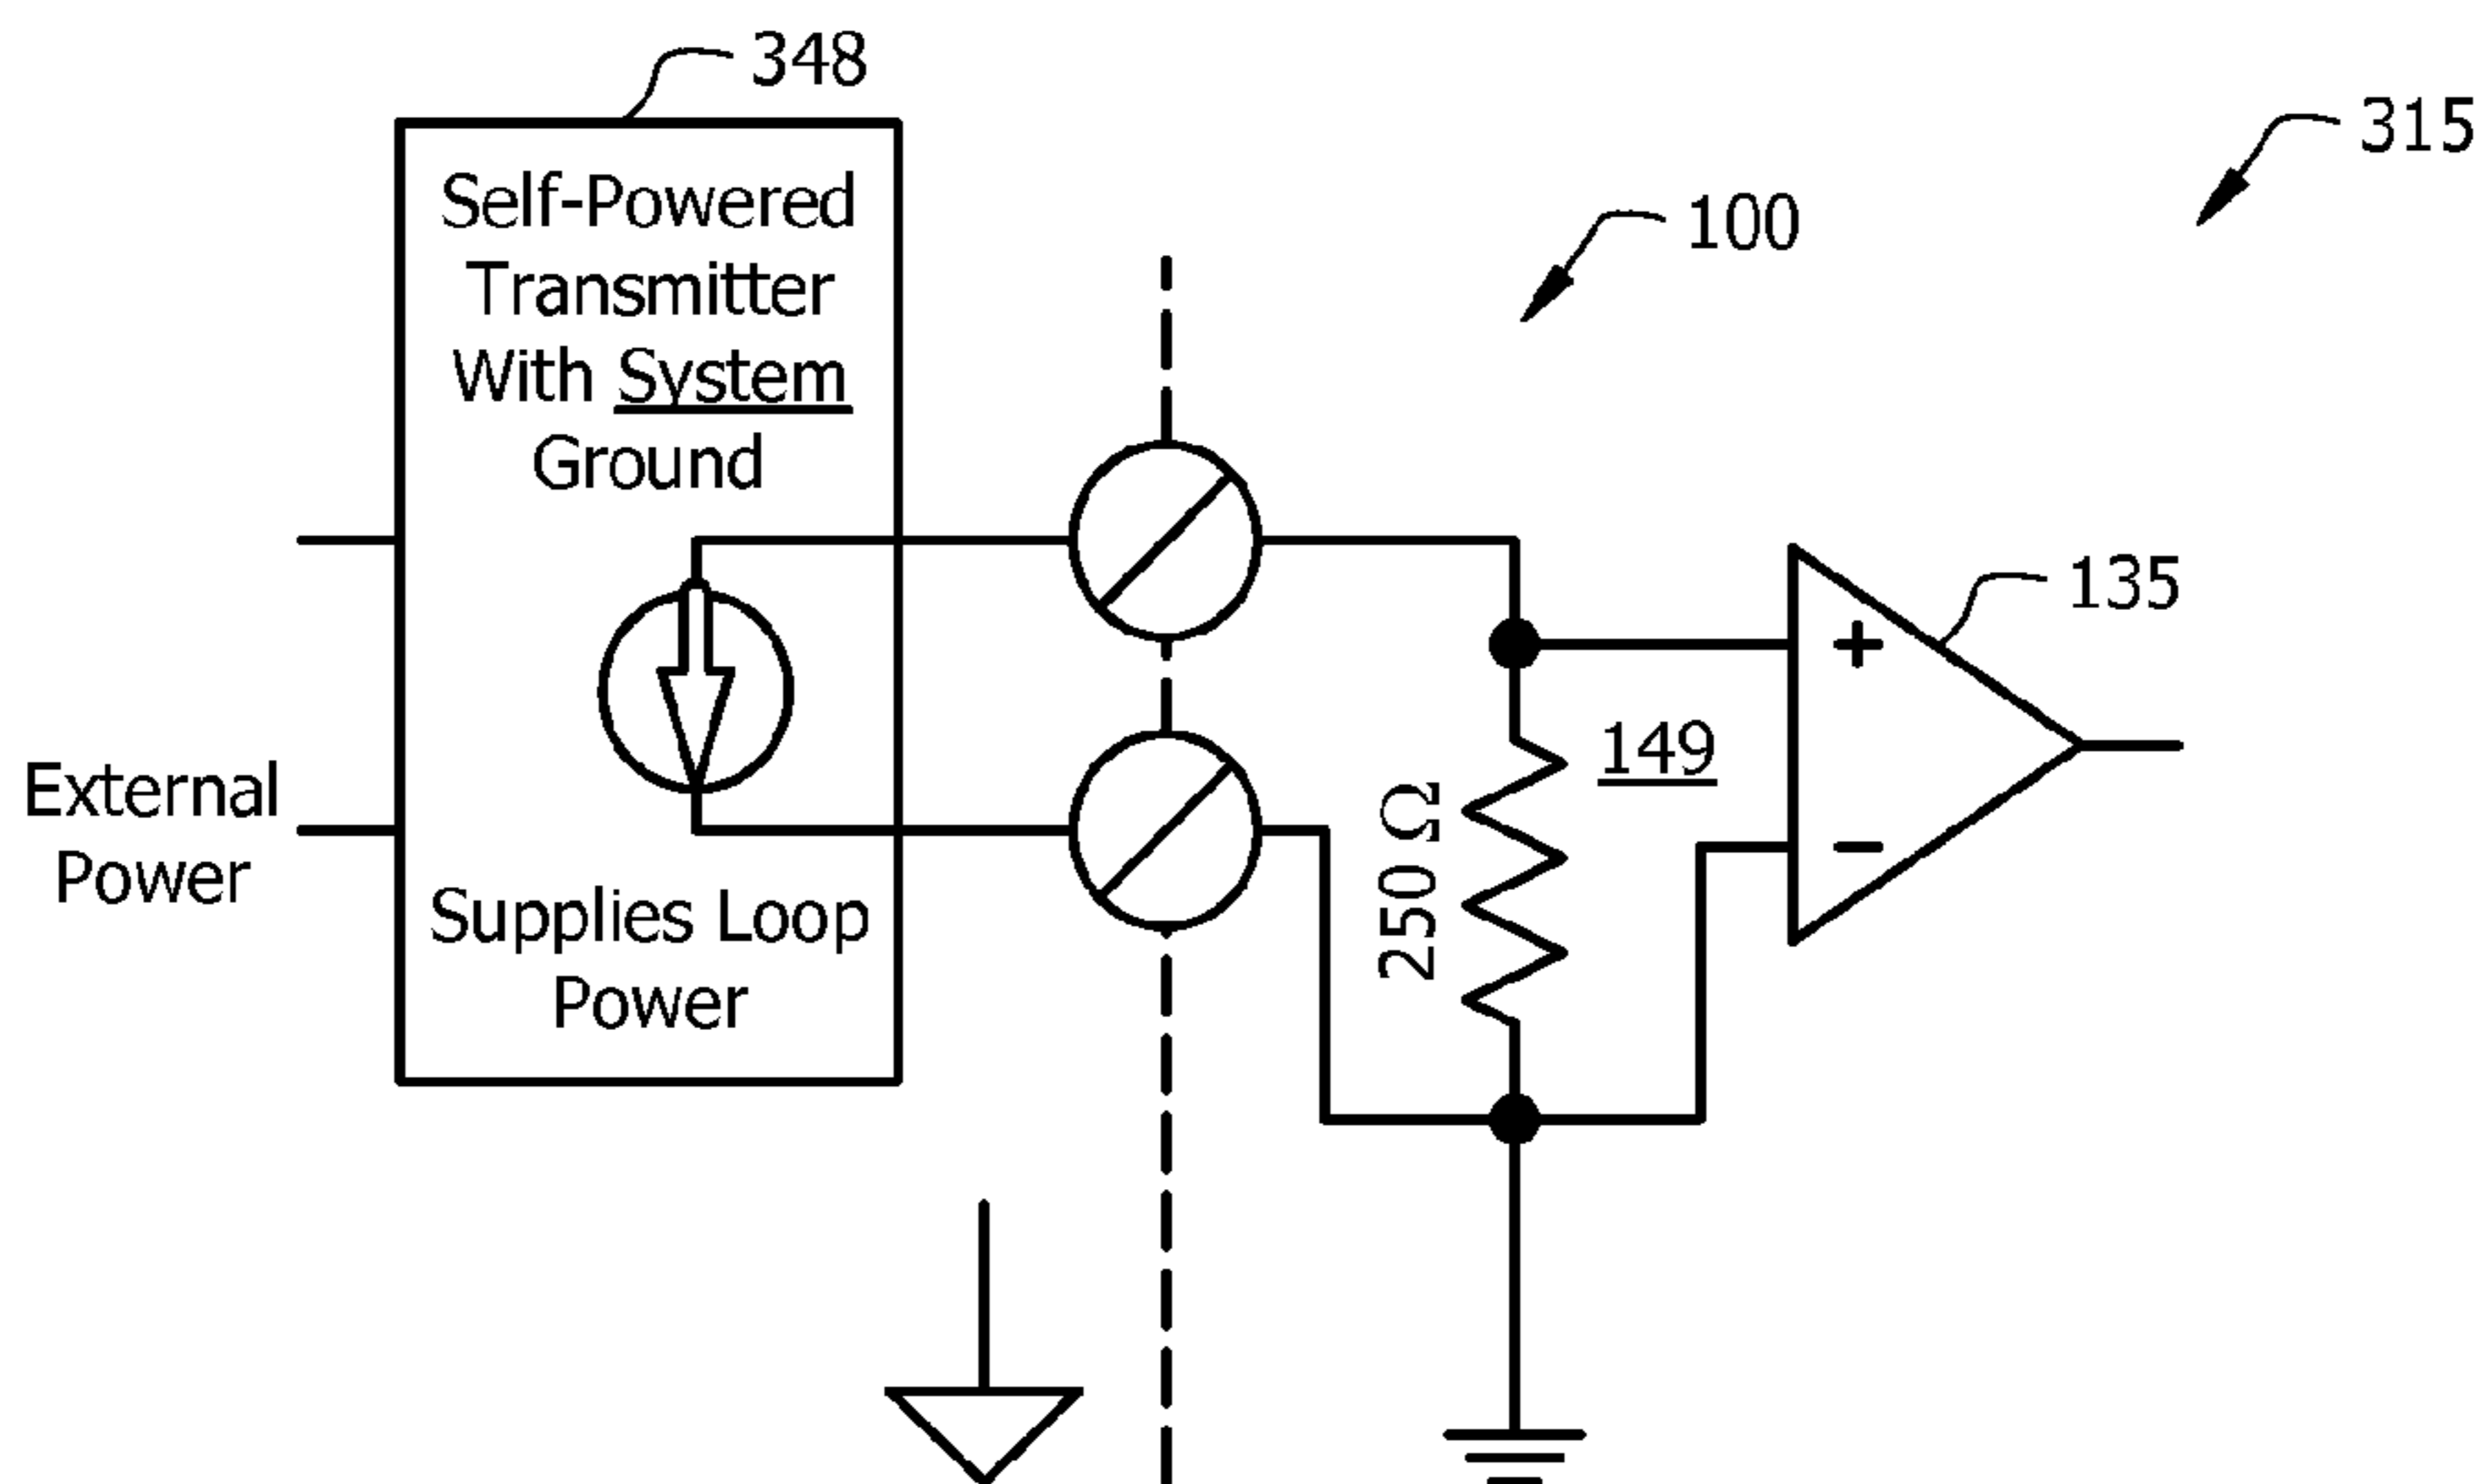 348
315
100
Self-Powered
Transmitter
With System
Ground
135
+
149
−
250 Ω
External
Power
Supplies Loop
Power